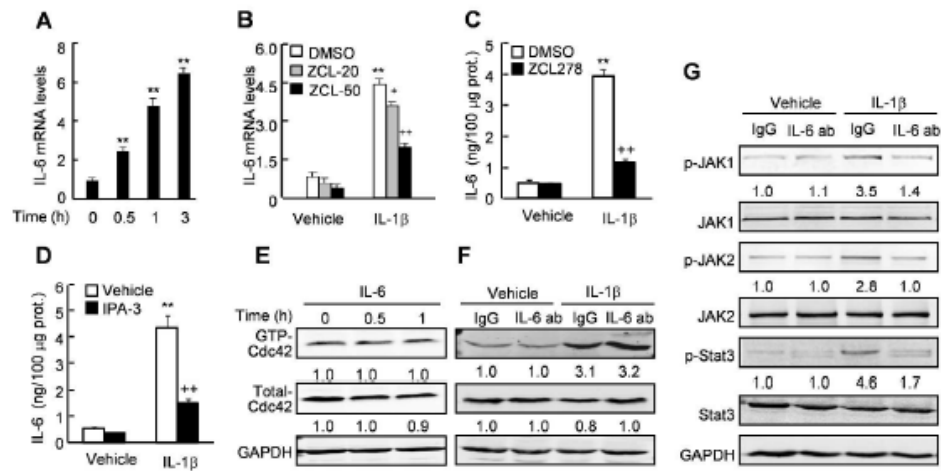 A
IL-6 mRNA levels
8
6
4
2
0
**
**
**
Time (h) 0 0.5 1 3
B
IL-6 mRNA levels
6.0
4.5
3.0
1.5
0
DMSO
ZCL-20
ZCL-50
**
+
++
Vehicle IL-1β
C
IL-6 (ng/100 µg prot.)
5
4
3
2
1
0
DMSO
ZCL278
**
++
Vehicle IL-1β
D
IL-6 (ng/100 µg prot.)
6
5
4
3
2
1
0
Vehicle
IPA-3
**
++
Vehicle IL-1β
E
IL-6
Time (h) 0 0.5 1
GTP-
Cdc42
1.0 1.0 1.0
Total-
Cdc42
1.0 1.0 0.9
GAPDH
F
Vehicle IL-1β
IgG IL-6 ab IgG IL-6 ab
1.0 1.0 3.1 3.2
1.0 1.0 0.8 1.0
G
Vehicle IL-1β
IgG IL-6 ab IgG IL-6 ab
p-JAK1
1.0 1.1 3.5 1.4
JAK1
p-JAK2
1.0 1.0 2.8 1.0
JAK2
p-Stat3
1.0 1.0 4.6 1.7
Stat3
GAPDH